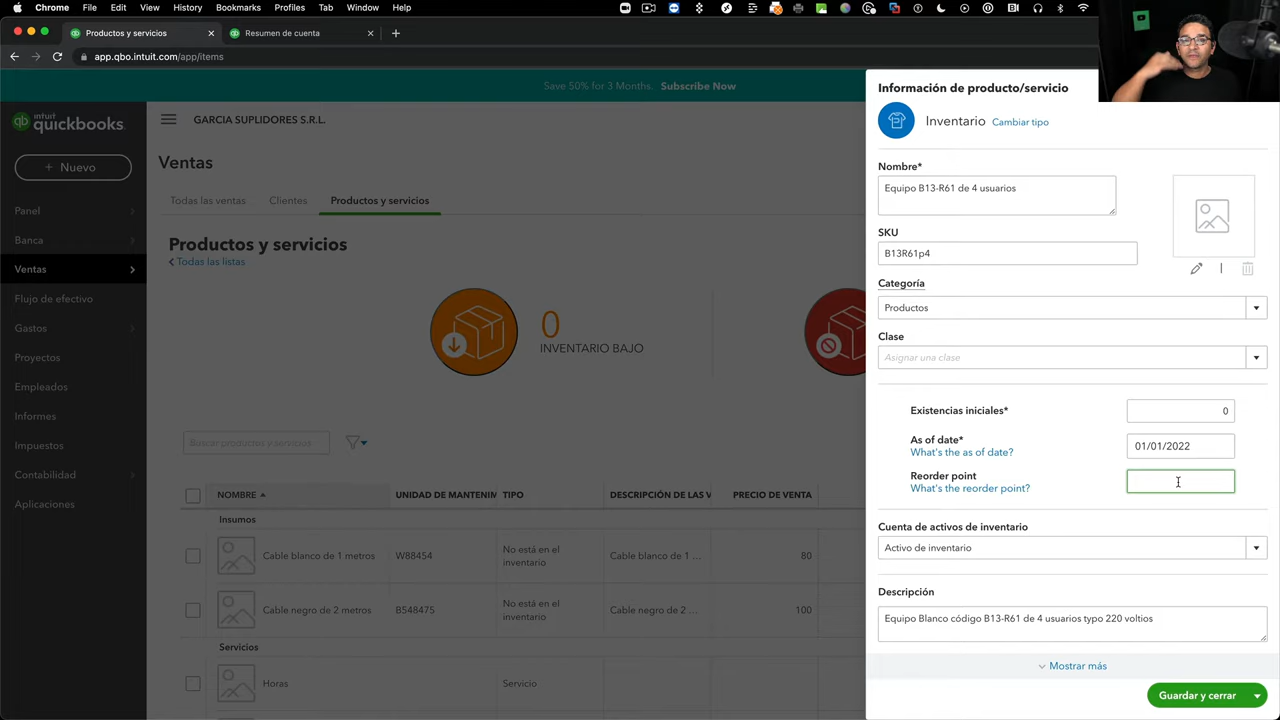 Chrome File Edit View History Bookmarks Profiles Tab Window Help
Productos y servicios
Resumen de cuenta
app.qbo.intuit.com/app/items
Save 50% for 3 Months. Subscribe Now
intuit
quickbooks.
GARCIA SUPLIDORES S.R.L.
+ Nuevo
Panel
Banca
Ventas
Flujo de efectivo
Gastos
Proyectos
Empleados
Informes
Impuestos
Contabilidad
Aplicaciones
Ventas
Todas las ventas Clientes Productos y servicios
Productos y servicios
Todas las listas
0
INVENTARIO BAJO
Buscar productos y servicios
NOMBRE UNIDAD DE MANTENIM TIPO DESCRIPCIÓN DE LAS V PRECIO DE VENTA
Insumos
Cable blanco de 1 metros W88454 No está en el inventario Cable blanco de 1 ... 80
Cable negro de 2 metros B548475 No está en el inventario Cable negro de 2 ... 100
Servicios
Horas Servicio
Información de producto/servicio
Inventario Cambiar tipo
Nombre*
Equipo B13-R61 de 4 usuarios
SKU
B13R61p4
Categoría
Productos
Clase
Asignar una clase
Existencias iniciales* 0
As of date* 01/01/2022
What's the as of date?
Reorder point
What's the reorder point?
Cuenta de activos de inventario
Activo de inventario
Descripción
Equipo Blanco código B13-R61 de 4 usuarios typo 220 voltios
Mostrar más
Guardar y cerrar